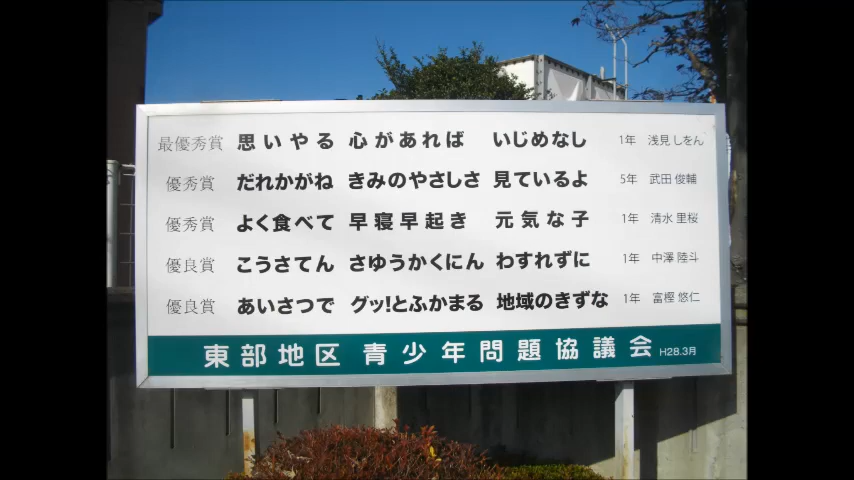 最優秀賞 思いやる 心があれば いじめなし 1年 浅見 しをん
優秀賞 だれかがね きみのやさしさ 見ているよ 5年 武田 俊輔
優秀賞 よく食べて 早寝早起き 元気な子 1年 清水 里桜
優良賞 こうさてん さゆうかくにん わすれずに 1年 中澤 陸斗
優良賞 あいさつで グッ!とふかまる 地域のきずな 1年 富樫 悠仁
東部地区 青少年問題協議会 H28.3月